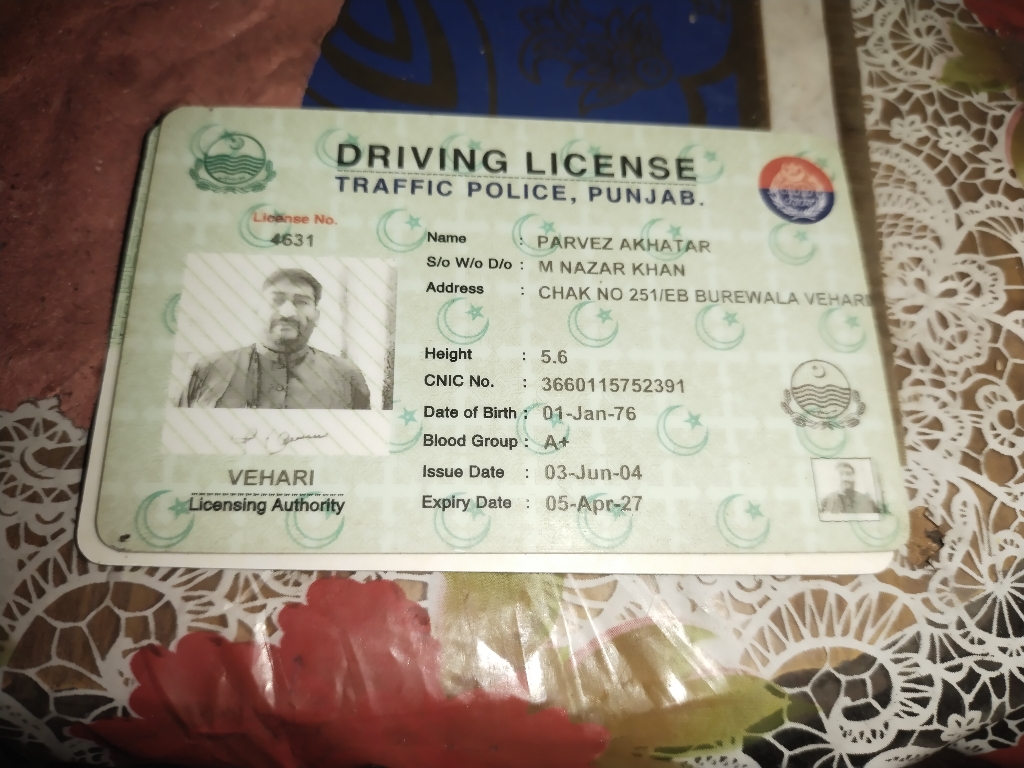 DRIVING LICENSE
TRAFFIC POLICE, PUNJAB.
License No.
4631
Name : PARVEZ AKHATAR
S/o W/o D/o : M NAZAR KHAN
Address : CHAK NO 251/EB BUREWALA VEHARI
Height : 5.6
CNIC No. : 3660115752391
Date of Birth : 01-Jan-76
Blood Group : A+
Issue Date : 03-Jun-04
Expiry Date : 05-Apr-27
VEHARI
Licensing Authority